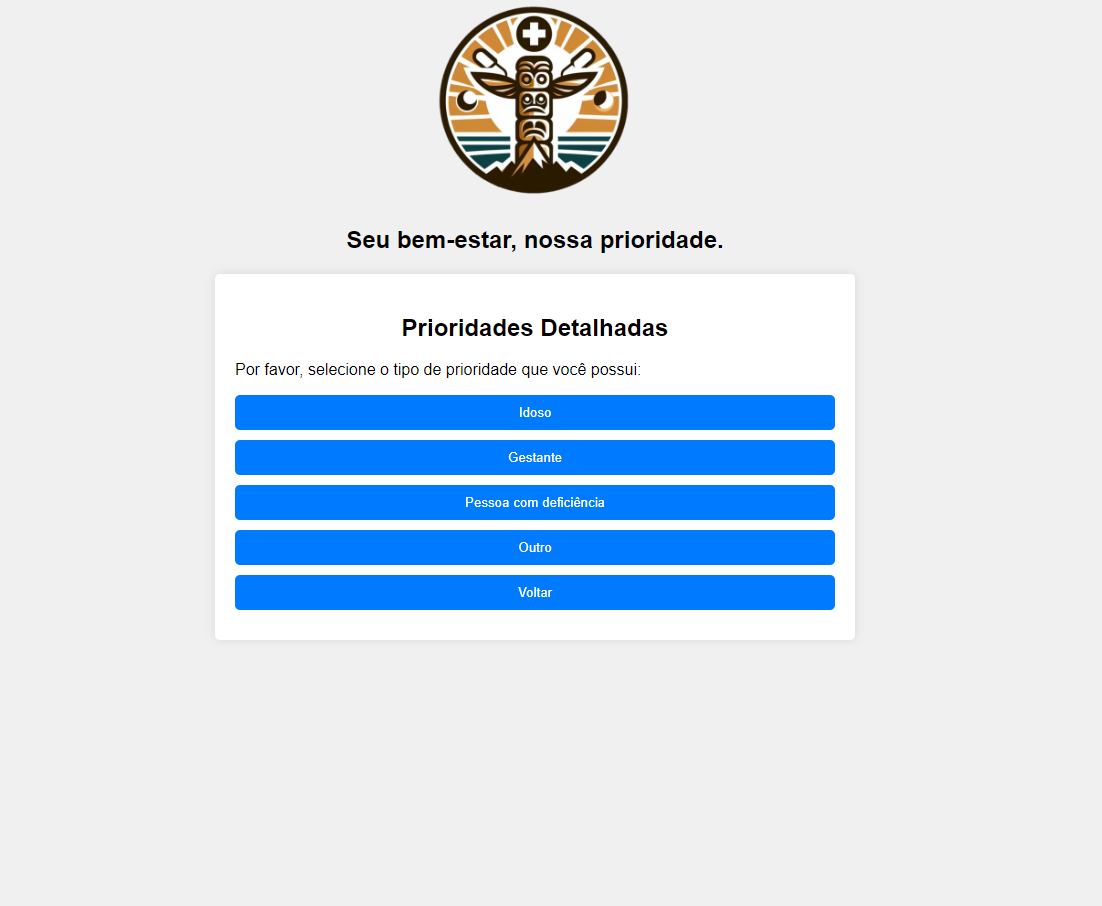 Seu bem-estar, nossa prioridade.
Prioridades Detalhadas
Por favor, selecione o tipo de prioridade que você possui:
Idoso
Gestante
Pessoa com deficiência
Outro
Voltar